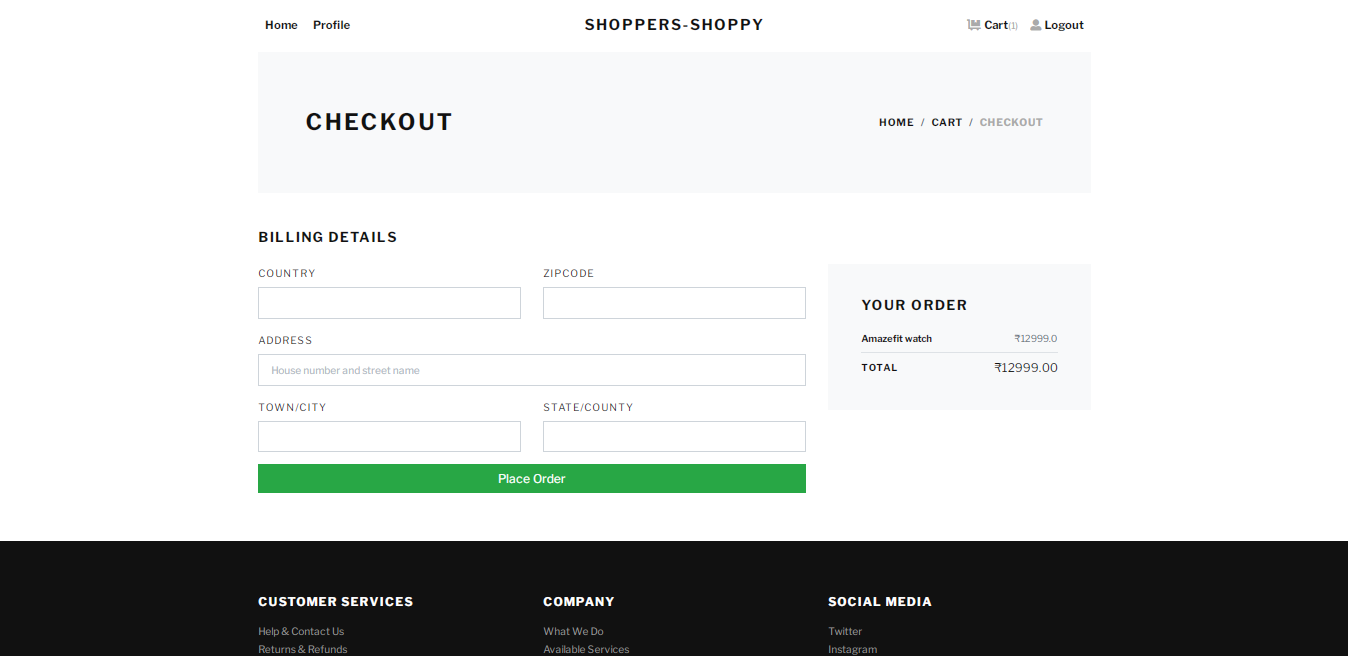 Home Profile SHOPPERS-SHOPPY Cart(1) Logout
CHECKOUT
HOME / CART / CHECKOUT
BILLING DETAILS
COUNTRY ZIPCODE
ADDRESS
House number and street name
TOWN/CITY STATE/COUNTY
Place Order
YOUR ORDER
Amazefit watch ₹12999.0
TOTAL ₹12999.00
CUSTOMER SERVICES
Help & Contact Us
Returns & Refunds
COMPANY
What We Do
Available Services
SOCIAL MEDIA
Twitter
Instagram